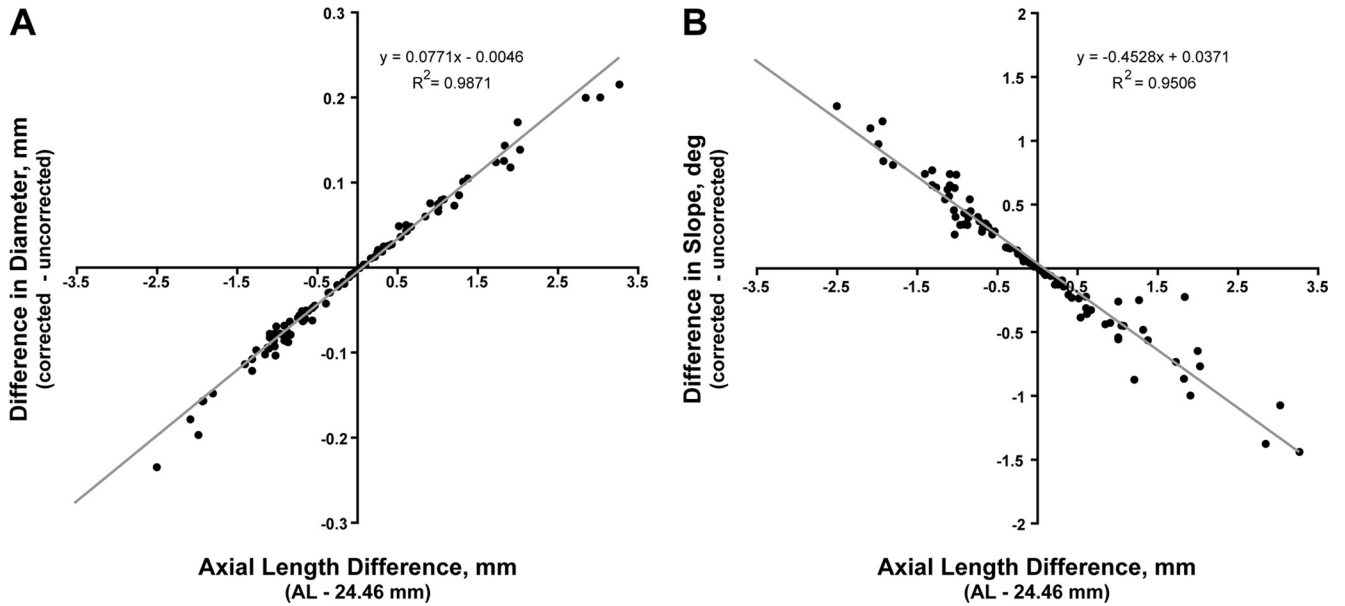 A
Difference in Diameter, mm
(corrected - uncorrected)
y = 0.0771x - 0.0046
R2= 0.9871
0.3
0.2
0.1
-0.1
-0.2
-0.3
-3.5 -2.5 -1.5 -0.5 0.5 1.5 2.5 3.5
Axial Length Difference, mm
(AL - 24.46 mm)
B
Difference in Slope, deg
(corrected - uncorrected)
y = -0.4528x + 0.0371
R2= 0.9506
2
1.5
1
0.5
-0.5
-1
-1.5
-2
-3.5 -2.5 -1.5 -0.5 0.5 1.5 2.5 3.5
Axial Length Difference, mm
(AL - 24.46 mm)